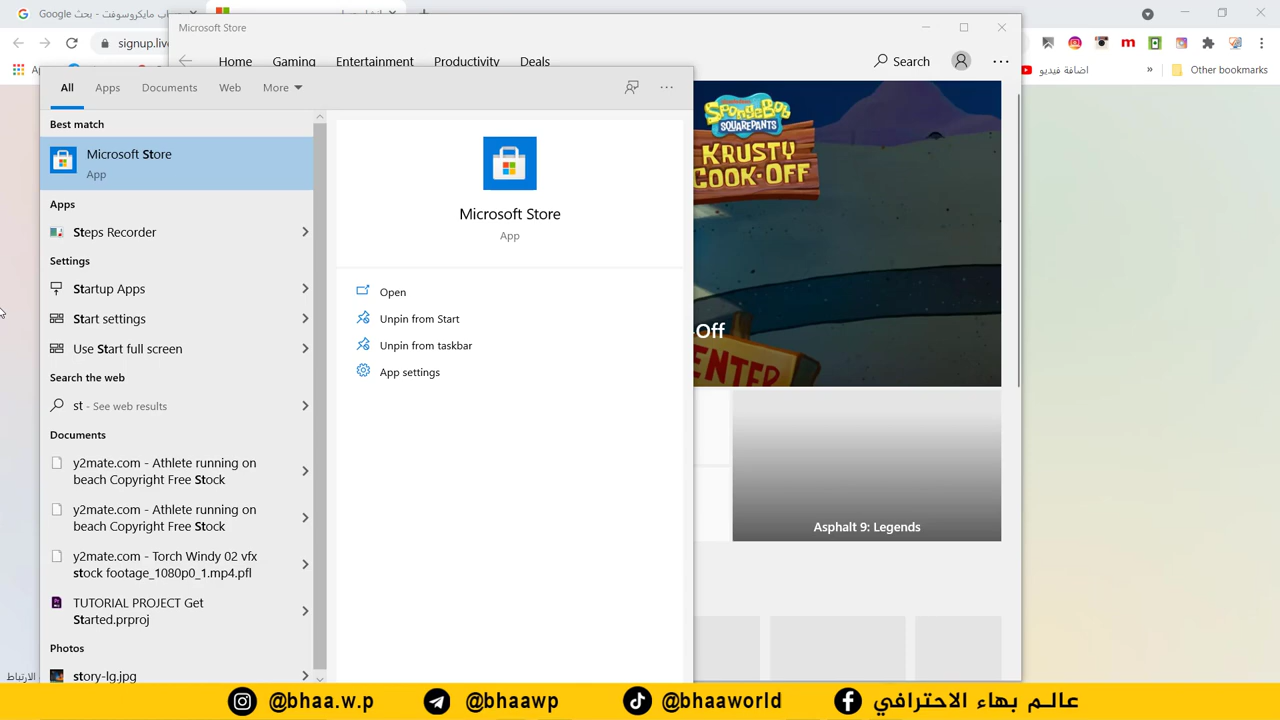 بحث Google - اب مايكروسوفت
signup.live
Microsoft Store
Home Gaming Entertainment Productivity Deals
Search
اضافة فيديو
»
Other bookmarks
All Apps Documents Web More
Best match
Microsoft Store
App
Apps
Steps Recorder
Settings
Startup Apps
Start settings
Use Start full screen
Search the web
st - See web results
Documents
y2mate.com - Athlete running on
beach Copyright Free Stock
y2mate.com - Athlete running on
beach Copyright Free Stock
y2mate.com - Torch Windy 02 vfx
stock footage_1080p0_1.mp4.pfl
TUTORIAL PROJECT Get
Started.prproj
Photos
story-lg.jpg
Microsoft Store
App
Open
Unpin from Start
Unpin from taskbar
App settings
SpongeBob
SQUAREPANTS
KRUSTY
COOK-OFF
-Off
ENTER
Asphalt 9: Legends
الارتباط
@bhaa.w.p @bhaawp @bhaaworld عالم بهاء الاحترافي